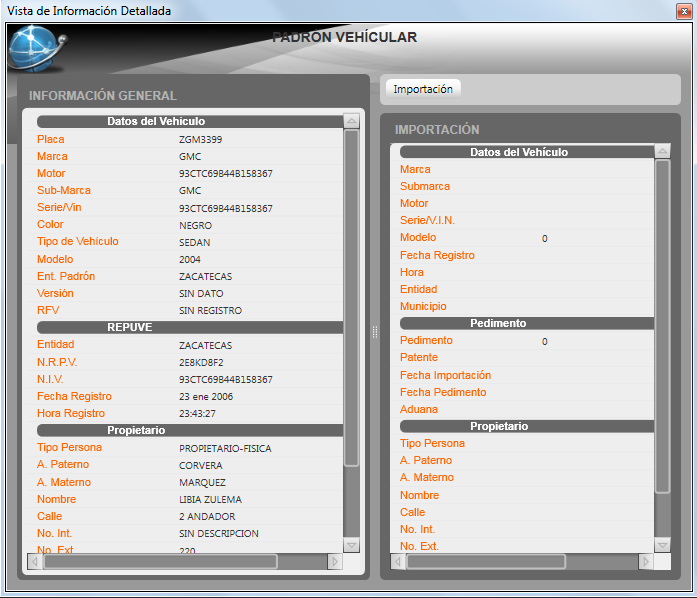 Vista de Información Detallada
PADRON VEHÍCULAR
INFORMACIÓN GENERAL
Datos del Vehículo
Placa ZGM3399
Marca GMC
Motor 93CTC69B44B158367
Sub-Marca GMC
Serie/Vin 93CTC69B44B158367
Color NEGRO
Tipo de Vehículo SEDAN
Modelo 2004
Ent. Padrón ZACATECAS
Versión SIN DATO
RFV SIN REGISTRO
REPUVE
Entidad ZACATECAS
N.R.P.V. 2E8KD8F2
N.I.V. 93CTC69B44B158367
Fecha Registro 23 ene 2006
Hora Registro 23:43:27
Propietario
Tipo Persona PROPIETARIO-FISICA
A. Paterno CORVERA
A. Materno MARQUEZ
Nombre LIBIA ZULEMA
Calle 2 ANDADOR
No. Int. SIN DESCRIPCION
No. Ext. 220
Importación
IMPORTACIÓN
Datos del Vehículo
Marca
Submarca
Motor
Serie/V.I.N.
Modelo 0
Fecha Registro
Hora
Entidad
Municipio
Pedimento
Pedimento 0
Patente
Fecha Importación
Fecha Pedimento
Aduana
Propietario
Tipo Persona
A. Paterno
A. Materno
Nombre
Calle
No. Int.
No. Ext.